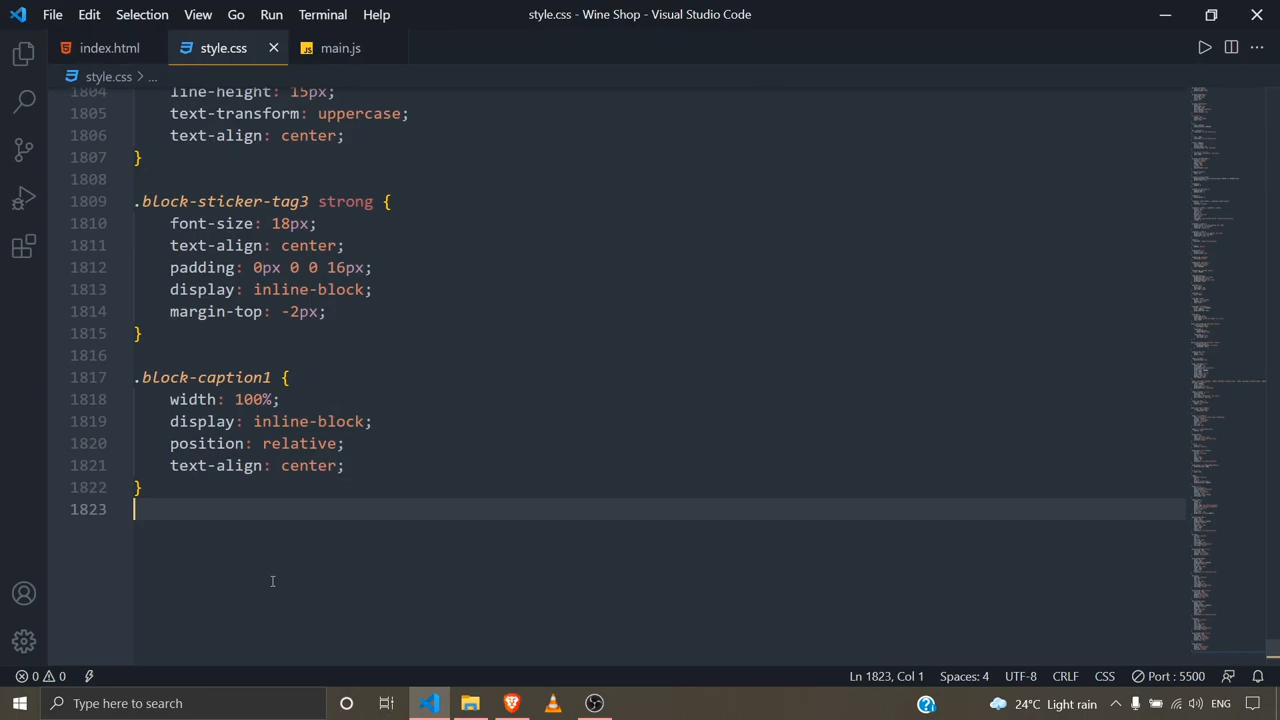 File Edit Selection View Go Run Terminal Help
style.css - Wine Shop - Visual Studio Code
index.html
style.css
main.js
style.css > ...
1804 line-height: 15px;
1805 text-transform: uppercase;
1806 text-align: center;
1807 }
1808
1809 .block-sticker-tag3 strong {
1810 font-size: 18px;
1811 text-align: center;
1812 padding: 0px 0 0 16px;
1813 display: inline-block;
1814 margin-top: -2px;
1815 }
1816
1817 .block-caption1 {
1818 width: 100%;
1819 display: inline-block;
1820 position: relative;
1821 text-align: center;
1822 }
1823
0 0 Ln 1823, Col 1 Spaces: 4 UTF-8 CRLF CSS Port : 5500
Type here to search 24°C Light rain ENG